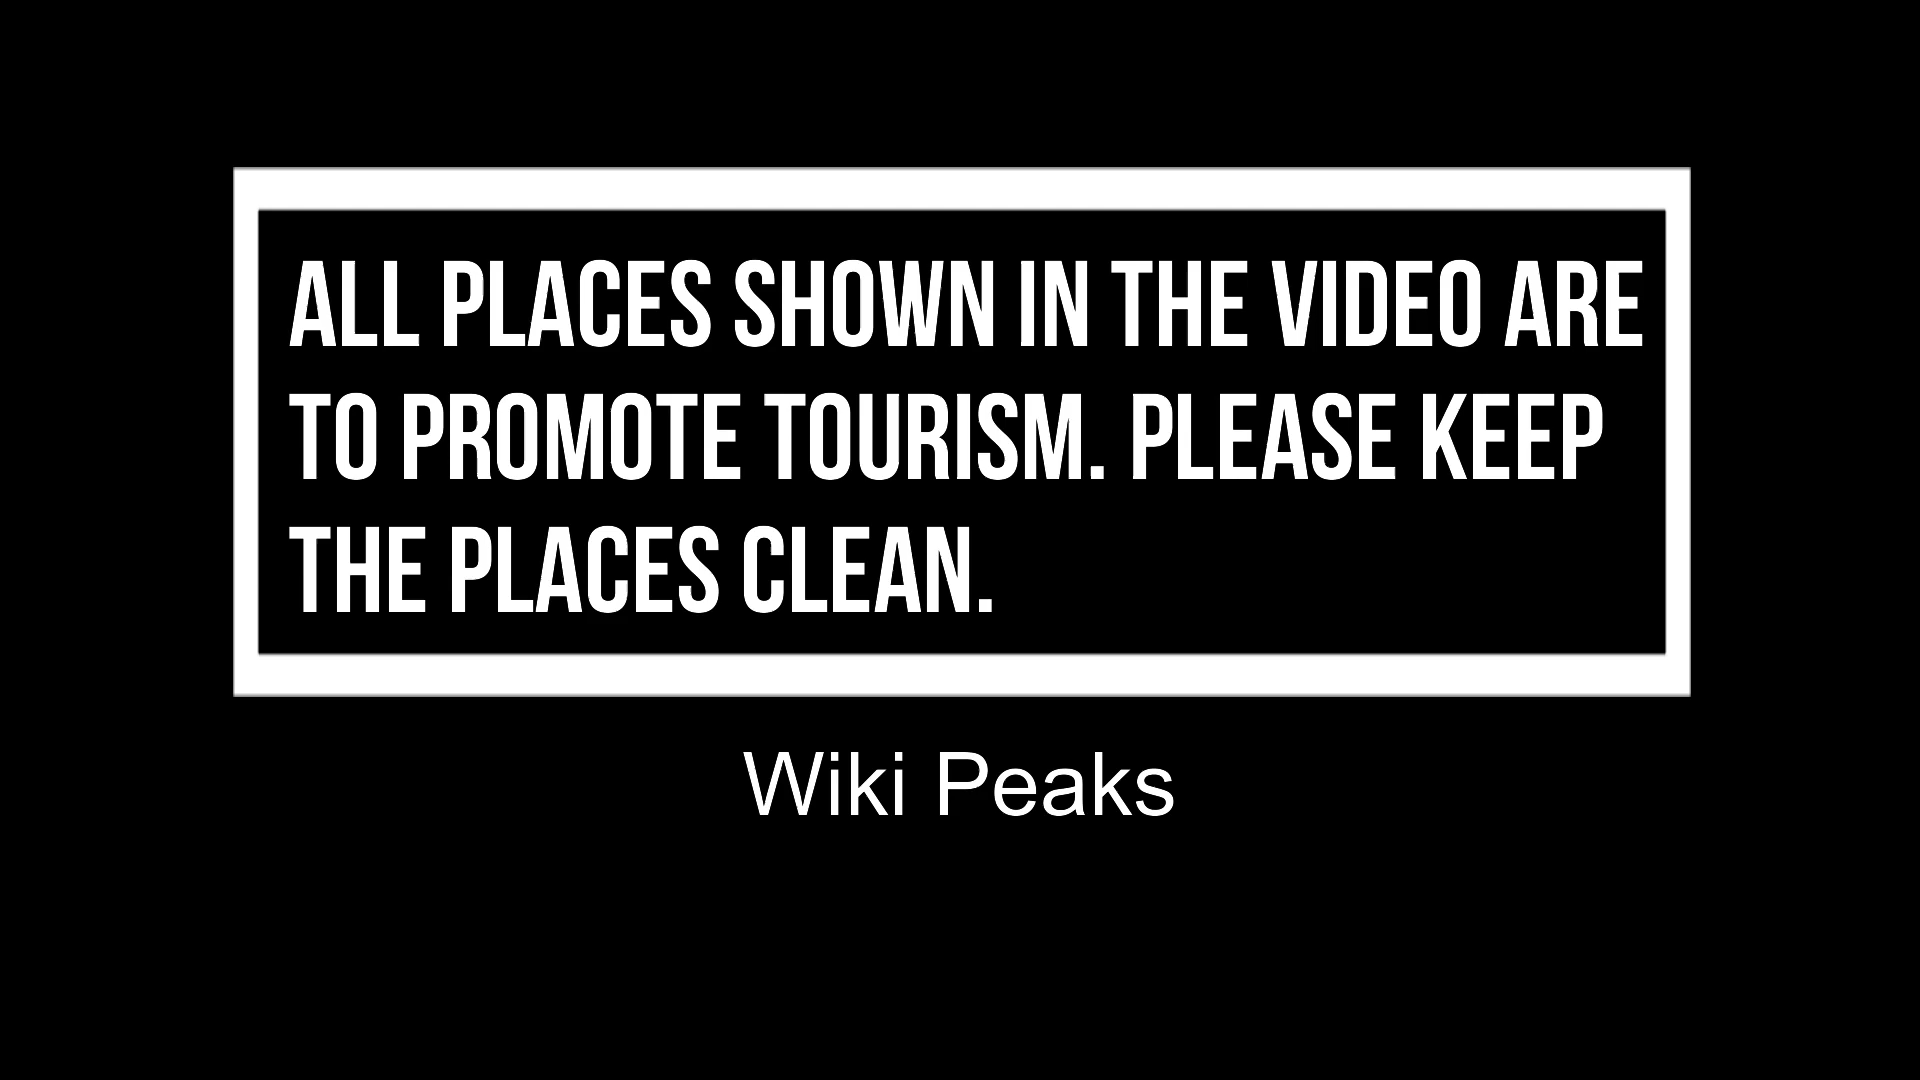 ALL PLACES SHOWN IN THE VIDEO ARE
TO PROMOTE TOURISM. PLEASE KEEP
THE PLACES CLEAN.
Wiki Peaks